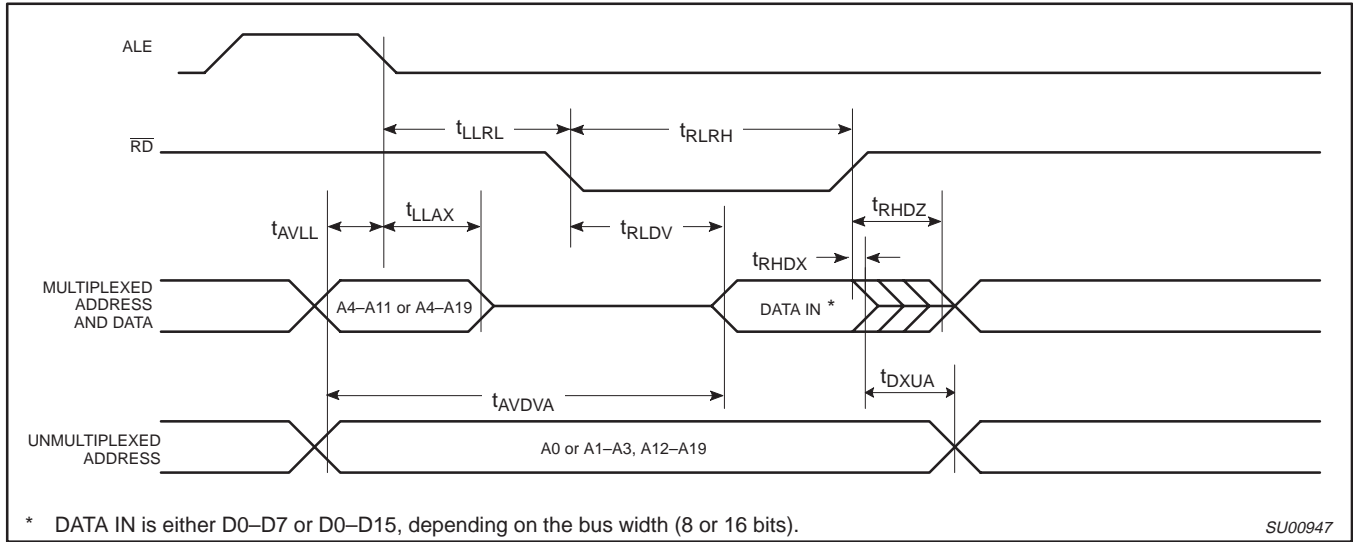 ALE
tLLRL
tRLRH
RD
tAVLL
tLLAX
tRLDV
tRHDZ
tRHDX
MULTIPLEXED
ADDRESS
AND DATA
A4–A11 or A4–A19
DATA IN *
tDXUA
tAVDVA
UNMULTIPLEXED
ADDRESS
A0 or A1–A3, A12–A19
* DATA IN is either D0–D7 or D0–D15, depending on the bus width (8 or 16 bits).
SU00947